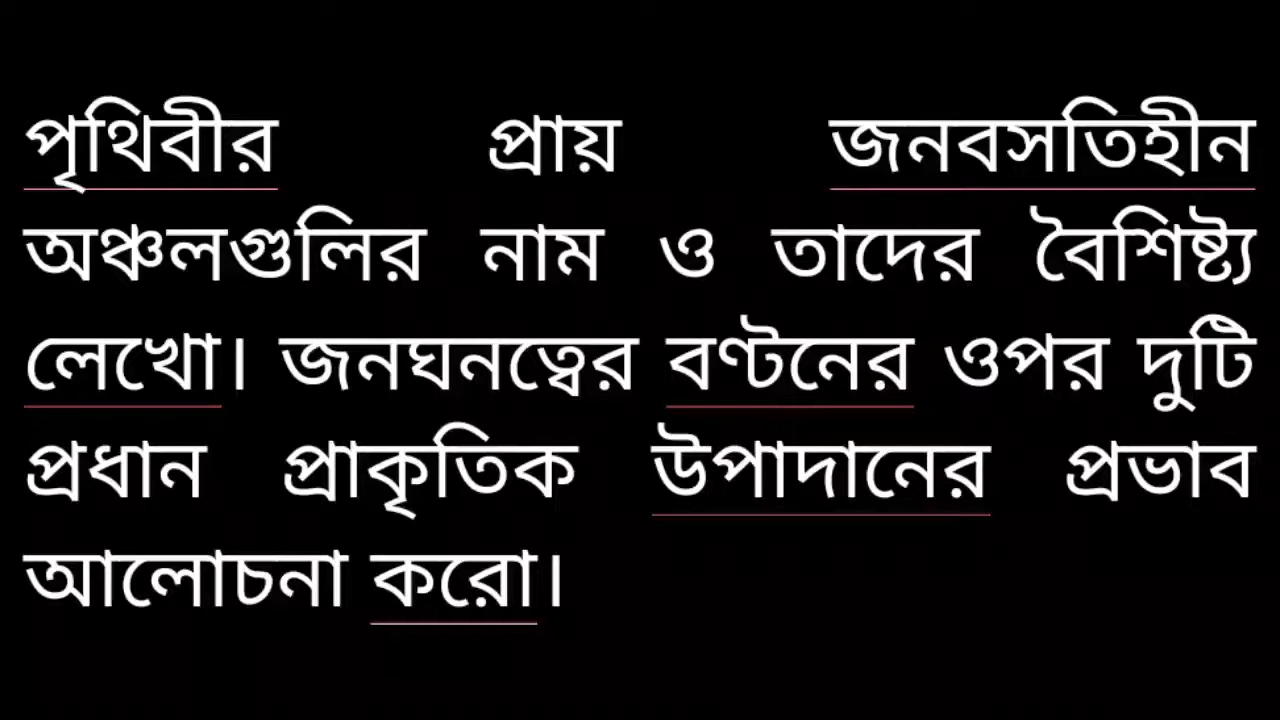 পৃথিবীর প্রায় জনবসতিহীন
অঞ্চলগুলির নাম ও তাদের বৈশিষ্ট্য
লেখো। জনঘনত্বের বণ্টনের ওপর দুটি
প্রধান প্রাকৃতিক উপাদানের প্রভাব
আলোচনা করো।